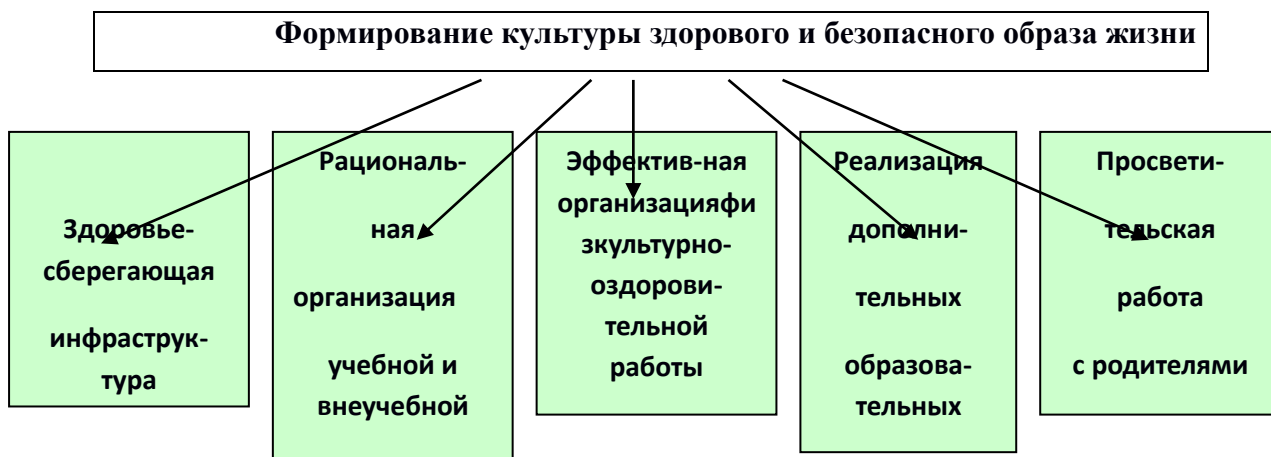 Формирование культуры здорового и безопасного образа жизни
Здоровье-
сберегающая
инфраструк-
тура
Рациональ-
ная
организация
учебной и
внеучебной
Эффектив-ная
организацияфи
зкультурно-
оздорови-
тельной
работы
Реализация
дополни-
тельных
образова-
тельных
Просвети-
тельская
работа
с родителями